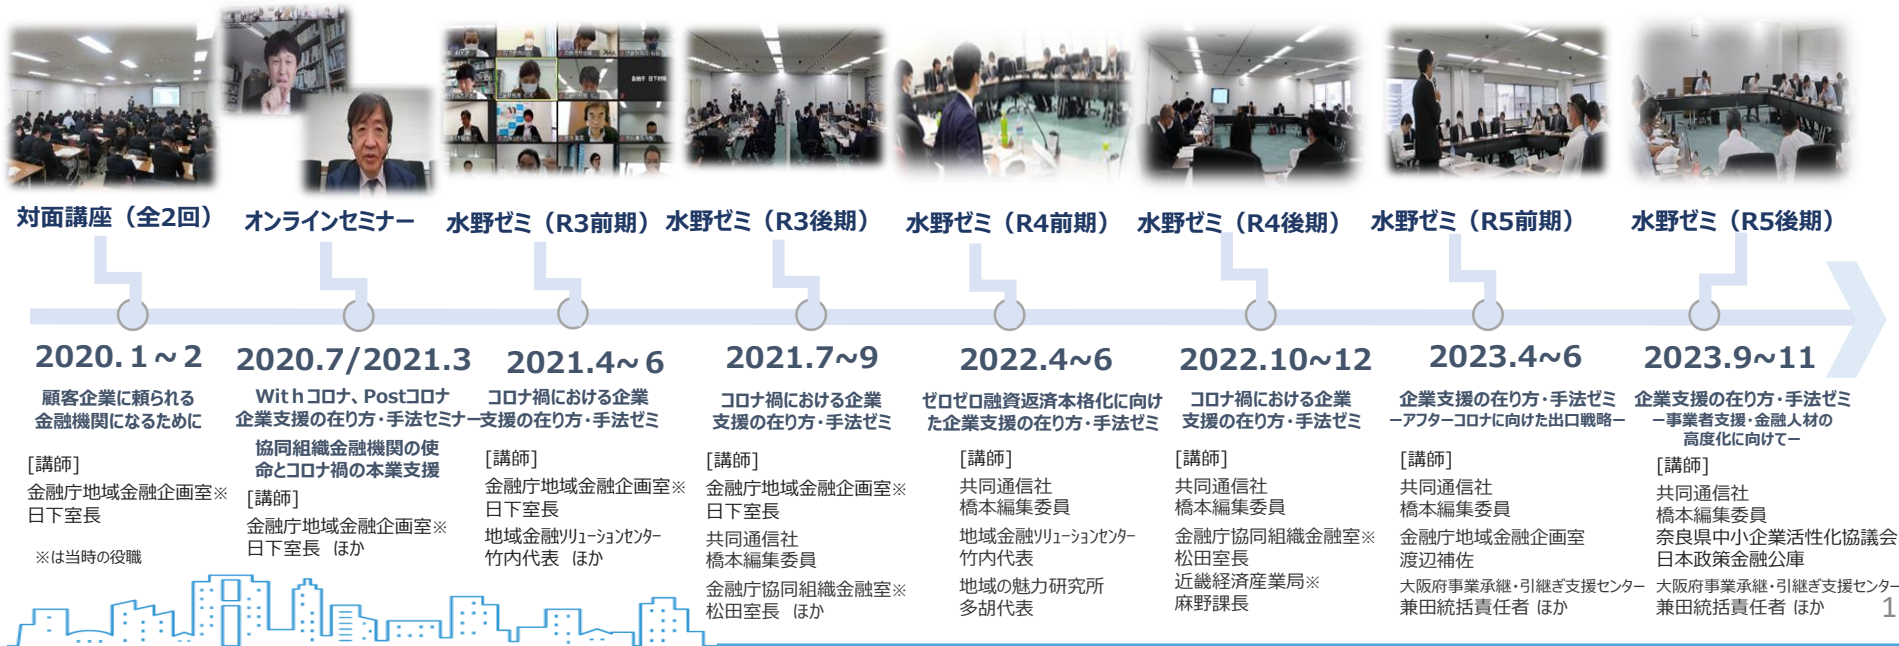 対面講座（全2回）
2020.1～2
顧客企業に頼られる
金融機関になるために
[講師]
金融庁地域金融企画室※
日下室長
※は当時の役職
オンラインセミナー
2020.7/2021.3
Withコロナ、Postコロナ
企業支援の在り方・手法セミナー
協同組織金融機関の使
命とコロナ禍の本業支援
[講師]
金融庁地域金融企画室※
日下室長 ほか
水野ゼミ（R3前期）
2021.4~6
コロナ禍における企業
支援の在り方・手法ゼミ
[講師]
金融庁地域金融企画室※
日下室長
地域金融ソリューションセンター
竹内代表 ほか
水野ゼミ（R3後期）
2021.7~9
コロナ禍における企業
支援の在り方・手法ゼミ
[講師]
金融庁地域金融企画室※
日下室長
共同通信社
橋本編集委員
金融庁協同組織金融室※
松田室長 ほか
水野ゼミ（R4前期）
2022.4~6
ゼロゼロ融資返済本格化に向け
た企業支援の在り方・手法ゼミ
[講師]
共同通信社
橋本編集委員
地域金融ソリューションセンター
竹内代表
地域の魅力研究所
多胡代表
水野ゼミ（R4後期）
2022.10~12
コロナ禍における企業
支援の在り方・手法ゼミ
[講師]
共同通信社
橋本編集委員
金融庁協同組織金融室※
松田室長
近畿経済産業局※
麻野課長
水野ゼミ（R5前期）
2023.4~6
企業支援の在り方・手法ゼミ
ーアフターコロナに向けた出口戦略ー
[講師]
共同通信社
橋本編集委員
金融庁地域金融企画室
渡辺補佐
大阪府事業承継・引継ぎ支援センター
兼田統括責任者 ほか
水野ゼミ（R5後期）
2023.9~11
企業支援の在り方・手法ゼミ
ー事業者支援・金融人材の
高度化に向けてー
[講師]
共同通信社
橋本編集委員
奈良県中小企業活性化協議会
日本政策金融公庫
大阪府事業承継・引継ぎ支援センター
兼田統括責任者 ほか
1